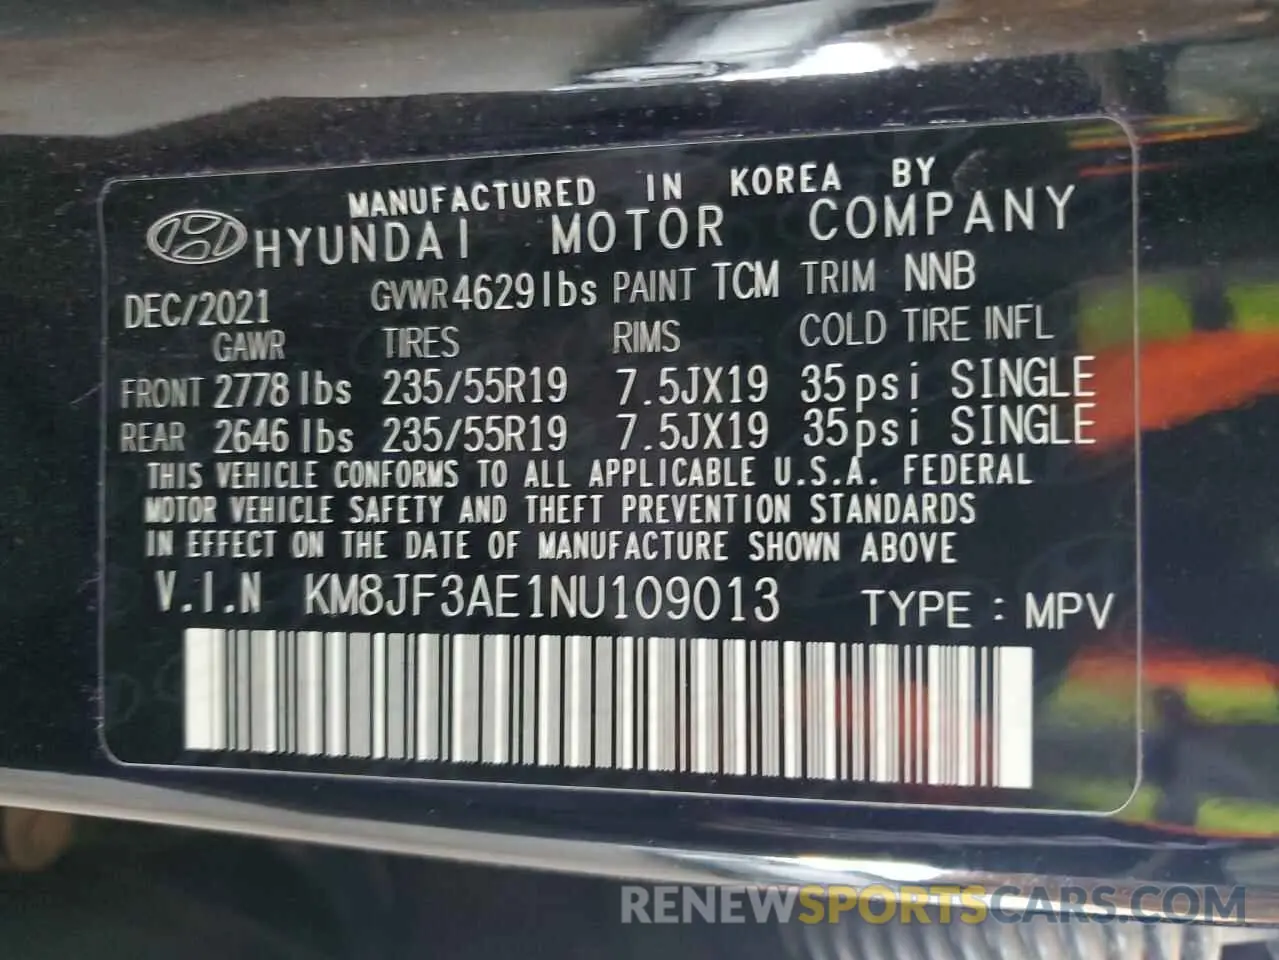 MANUFACTURED IN KOREA BY
HYUNDAI MOTOR COMPANY
DEC/2021 GVWR 4629 lbs PAINT TCM TRIM NNB
GAWR TIRES RIMS COLD TIRE INFL
FRONT 2778 lbs 235/55R19 7.5JX19 35psi SINGLE
REAR 2646 lbs 235/55R19 7.5JX19 35psi SINGLE
THIS VEHICLE CONFORMS TO ALL APPLICABLE U.S.A. FEDERAL
MOTOR VEHICLE SAFETY AND THEFT PREVENTION STANDARDS
IN EFFECT ON THE DATE OF MANUFACTURE SHOWN ABOVE
V.I.N KM8JF3AE1NU109013 TYPE : MPV
RENEWSPORTSCARS.COM